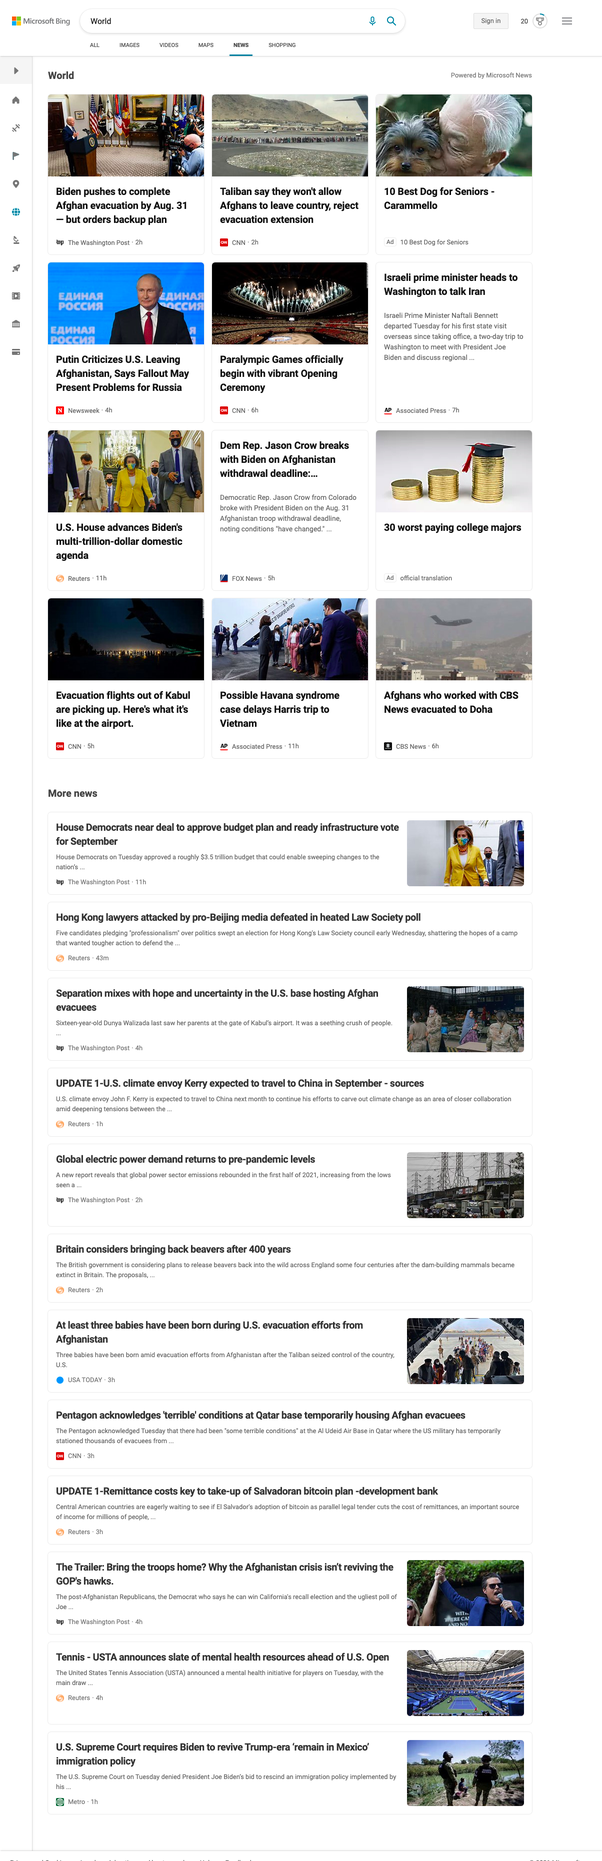 Microsoft Bing
World
Sign in
20
ALL
IMAGES
VIDEOS
MAPS
NEWS
SHOPPING
World
Powered by Microsoft News
Biden pushes to complete
Afghan evacuation by Aug. 31
— but orders backup plan
wp The Washington Post · 2h
Taliban say they won't allow
Afghans to leave country, reject
evacuation extension
CNN CNN · 2h
10 Best Dog for Seniors -
Carammello
Ad 10 Best Dog for Seniors
ЕДИНАЯ
РОССИЯ
ЕДИНАЯ
РОССИЯ
Putin Criticizes U.S. Leaving
Afghanistan, Says Fallout May
Present Problems for Russia
N Newsweek · 4h
Paralympic Games officially
begin with vibrant Opening
Ceremony
CNN CNN · 6h
Israeli prime minister heads to
Washington to talk Iran
Israeli Prime Minister Naftali Bennett
departed Tuesday for his first state visit
overseas since taking office, a two-day trip to
Washington to meet with President Joe
Biden and discuss regional ...
AP Associated Press · 7h
U.S. House advances Biden's
multi-trillion-dollar domestic
agenda
Reuters · 11h
Dem Rep. Jason Crow breaks
with Biden on Afghanistan
withdrawal deadline:...
Democratic Rep. Jason Crow from Colorado
broke with President Biden on the Aug. 31
Afghanistan troop withdrawal deadline,
noting conditions "have changed." ...
FOX News · 5h
30 worst paying college majors
Ad official translation
Evacuation flights out of Kabul
are picking up. Here's what it's
like at the airport.
CNN CNN · 5h
Possible Havana syndrome
case delays Harris trip to
Vietnam
AP Associated Press · 11h
Afghans who worked with CBS
News evacuated to Doha
CBS News · 6h
More news
House Democrats near deal to approve budget plan and ready infrastructure vote
for September
House Democrats on Tuesday approved a roughly $3.5 trillion budget that could enable sweeping changes to the
nation's ...
wp The Washington Post · 11h
Hong Kong lawyers attacked by pro-Beijing media defeated in heated Law Society poll
Five candidates pledging "professionalism" over politics swept an election for Hong Kong's Law Society council early Wednesday, shattering the hopes of a camp
that wanted tougher action to defend the ...
Reuters · 43m
Separation mixes with hope and uncertainty in the U.S. base hosting Afghan
evacuees
Sixteen-year-old Dunya Walizada last saw her parents at the gate of Kabul's airport. It was a seething crush of people.
...
wp The Washington Post · 4h
UPDATE 1-U.S. climate envoy Kerry expected to travel to China in September - sources
U.S. climate envoy John F. Kerry is expected to travel to China next month to continue his efforts to carve out climate change as an area of closer collaboration
amid deepening tensions between the ...
Reuters · 1h
Global electric power demand returns to pre-pandemic levels
A new report reveals that global power sector emissions rebounded in the first half of 2021, increasing from the lows
seen a ...
wp The Washington Post · 2h
Britain considers bringing back beavers after 400 years
The British government is considering plans to release beavers back into the wild across England some four centuries after the dam-building mammals became
extinct in Britain. The proposals, ...
Reuters · 2h
At least three babies have been born during U.S. evacuation efforts from
Afghanistan
Three babies have been born amid evacuation efforts from Afghanistan after the Taliban seized control of the country,
U.S.
USA TODAY · 3h
Pentagon acknowledges 'terrible' conditions at Qatar base temporarily housing Afghan evacuees
The Pentagon acknowledged Tuesday that there had been "some terrible conditions" at the Al Udeid Air Base in Qatar where the US military has temporarily
stationed thousands of evacuees from ...
CNN CNN · 3h
UPDATE 1-Remittance costs key to take-up of Salvadoran bitcoin plan -development bank
Central American countries are eagerly waiting to see if El Salvador's adoption of bitcoin as parallel legal tender cuts the cost of remittances, an important source
of income for millions of people, ...
Reuters · 3h
The Trailer: Bring the troops home? Why the Afghanistan crisis isn't reviving the
GOP's hawks.
The post-Afghanistan Republicans, the Democrat who says he can win California's recall election and the ugliest poll of
Joe ...
wp The Washington Post · 4h
Tennis - USTA announces slate of mental health resources ahead of U.S. Open
The United States Tennis Association (USTA) announced a mental health initiative for players on Tuesday, with the
main draw ...
Reuters · 4h
U.S. Supreme Court requires Biden to revive Trump-era 'remain in Mexico'
immigration policy
The U.S. Supreme Court on Tuesday denied President Joe Biden's bid to rescind an immigration policy implemented by
his ...
Metro · 1h